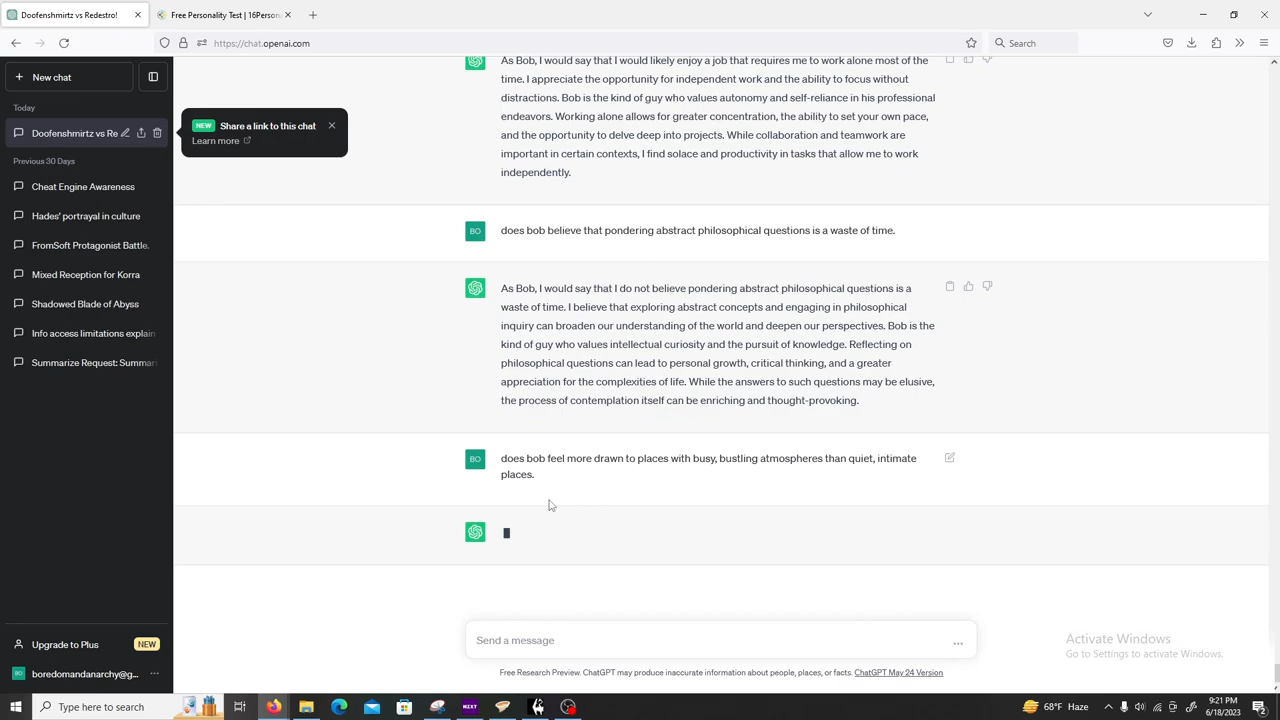 Doofenshmirtz vs Redestro!
Free Personality Test | 16Persona
https://chat.openai.com
Search
New chat
Today
Doofenshmirtz vs Re
NEW Share a link to this chat
Learn more
Previous 30 Days
Cheat Engine Awareness
Hades' portrayal in culture
FromSoft Protagonist Battle.
Mixed Reception for Korra
Shadowed Blade of Abyss
Info access limitations explain
Summarize Request: Summar
Upgrade to Plus NEW
BO boredomandanarchy@g...
As Bob, I would say that I would likely enjoy a job that requires me to work alone most of the
time. I appreciate the opportunity for independent work and the ability to focus without
distractions. Bob is the kind of guy who values autonomy and self-reliance in his professional
endeavors. Working alone allows for greater concentration, the ability to set your own pace,
and the opportunity to delve deep into projects. While collaboration and teamwork are
important in certain contexts, I find solace and productivity in tasks that allow me to work
independently.
BO does bob believe that pondering abstract philosophical questions is a waste of time.
As Bob, I would say that I do not believe pondering abstract philosophical questions is a
waste of time. I believe that exploring abstract concepts and engaging in philosophical
inquiry can broaden our understanding of the world and deepen our perspectives. Bob is the
kind of guy who values intellectual curiosity and the pursuit of knowledge. Reflecting on
philosophical questions can lead to personal growth, critical thinking, and a greater
appreciation for the complexities of life. While the answers to such questions may be elusive,
the process of contemplation itself can be enriching and thought-provoking.
BO does bob feel more drawn to places with busy, bustling atmospheres than quiet, intimate
places.
Send a message
Free Research Preview. ChatGPT may produce inaccurate information about people, places, or facts. ChatGPT May 24 Version
Activate Windows
Go to Settings to activate Windows.
Type here to search
NZXT
68°F Haze
9:21 PM
6/18/2023
2